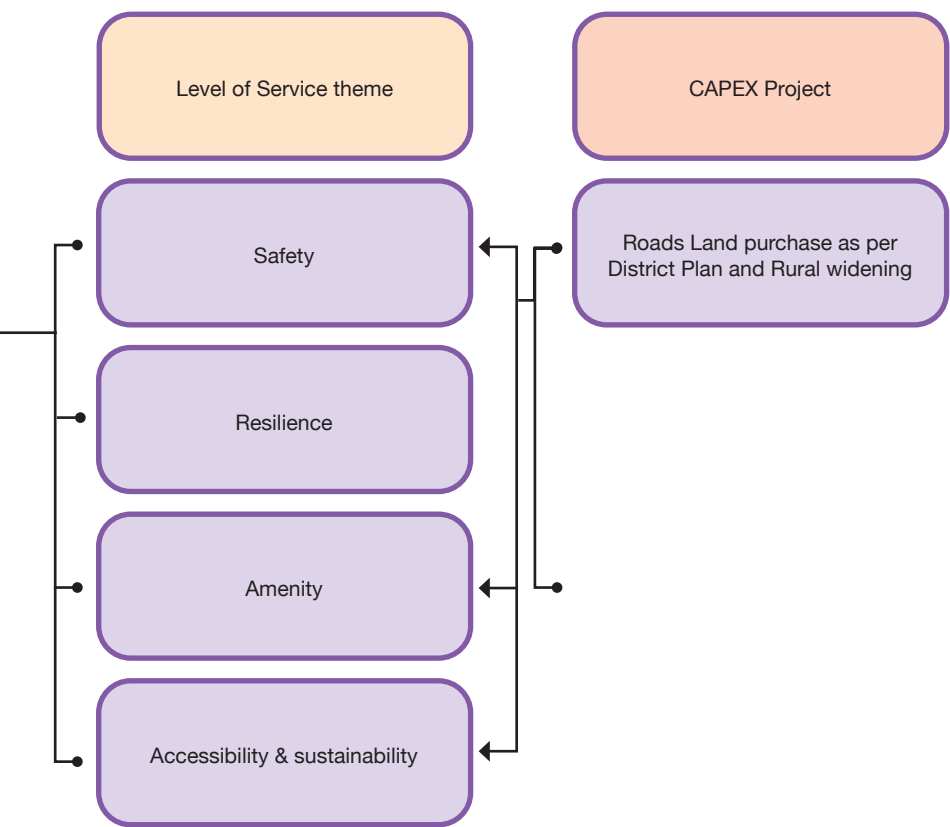 Level of Service theme
CAPEX Project
Safety
Roads Land purchase as per
District Plan and Rural widening
Resilience
Amenity
Accessibility & sustainability